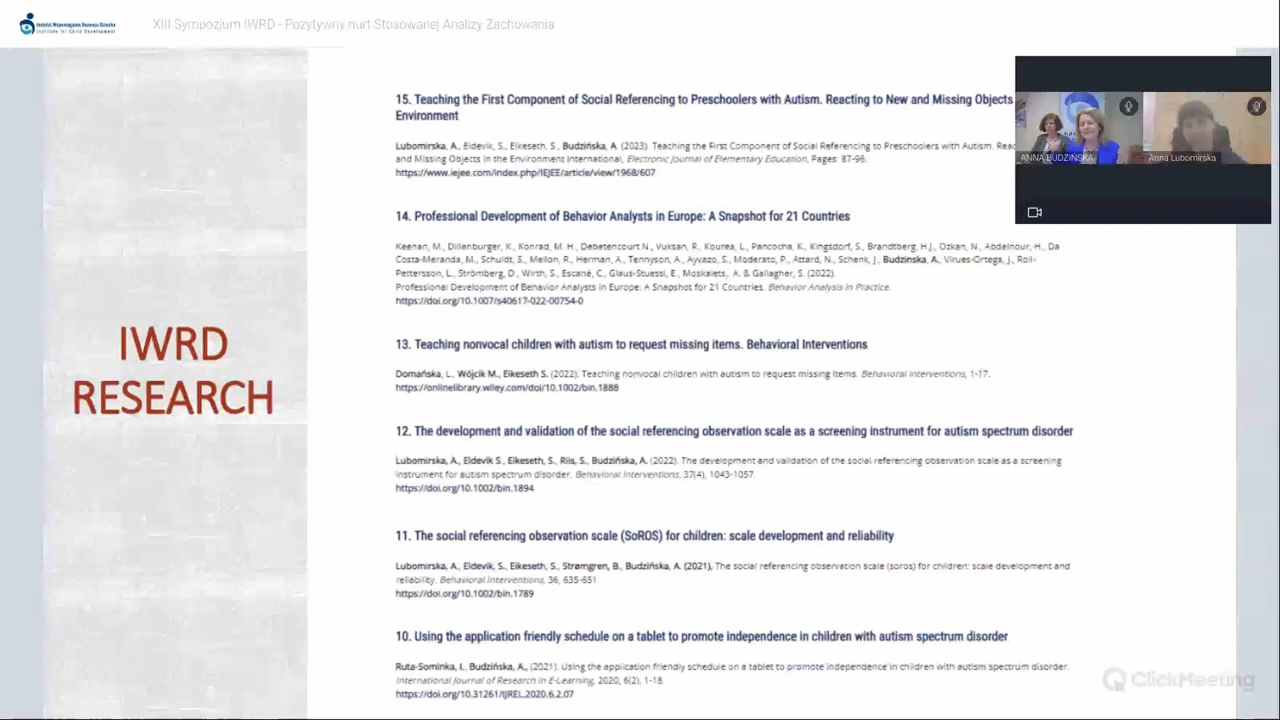 Instytut Wspomagania Rozwoju Dziecka
Institute for Child Development
XIII Sympozjum IWRD - Pozytywny nurt Stosowanej Analizy Zachowania
IWRD
RESEARCH
15. Teaching the First Component of Social Referencing to Preschoolers with Autism. Reacting to New and Missing Objects
Environment
Lubomirska, A., Eldevik, S., Eikeseth, S., Budzińska, A. (2023). Teaching the First Component of Social Referencing to Preschoolers with Autism.
and Missing Objects in the Environment International, Electronic Journal of Elementary Education, Pages: 87-96.
https://www.iejee.com/index.php/IEJEE/article/view/1968/607
14. Professional Development of Behavior Analysts in Europe: A Snapshot for 21 Countries
Keenan, M., Dillenburger, K., Konrad, M. H., Debetencourt N., Vuksan, R., Kourea, L., Pancocha, K., Kingsdorf, S., Brandtberg, H.J., Ozkan, N., Abdelnour, H., Da
Costa-Meranda, M., Schuldt, S., Mellon, R., Herman, A., Tennyson, A., Ayvazo, S., Moderato, P., Attard, N., Schenk, J., Budzinska, A., Virues-Ortega, J., Roll-
Pettersson, L., Strömberg, D., Wirth, S., Escané, C., Glaus-Stuessi, E., Moskalets, A. & Gallagher, S. (2022).
Professional Development of Behavior Analysts in Europe: A Snapshot for 21 Countries. Behavior Analysis in Practice.
https://doi.org/10.1007/s40617-022-00754-0
13. Teaching nonvocal children with autism to request missing items. Behavioral Interventions
Domańska, L., Wójcik M., Eikeseth S. (2022). Teaching nonvocal children with autism to request missing items. Behavioral Interventions, 1-17.
https://onlinelibrary.wiley.com/doi/10.1002/bin.1888
12. The development and validation of the social referencing observation scale as a screening instrument for autism spectrum disorder
Lubomirska, A., Eldevik S., Eikeseth, S., Riis, S., Budzińska, A. (2022). The development and validation of the social referencing observation scale as a screening
instrument for autism spectrum disorder. Behavioral Interventions, 37(4), 1043-1057.
https://doi.org/10.1002/bin.1894
11. The social referencing observation scale (SoROS) for children: scale development and reliability
Lubomirska, A., Eldevik, S., Eikeseth, S., Strømgren, B., Budzińska, A. (2021), The social referencing observation scale (soros) for children: scale development and
reliability. Behavioral Interventions, 36, 635-651
https://doi.org/10.1002/bin.1789
10. Using the application friendly schedule on a tablet to promote independence in children with autism spectrum disorder
Ruta-Sominka, I., Budzińska, A., (2021). Using the application friendly schedule on a tablet to promote independence in children with autism spectrum disorder.
International Journal of Research in E-Learning, 2020, 6(2), 1-18.
https://doi.org/10.31261/IJREL.2020.6.2.07
ANNA BUDZINSKA
Anna Lubomirska
ClickMeeting